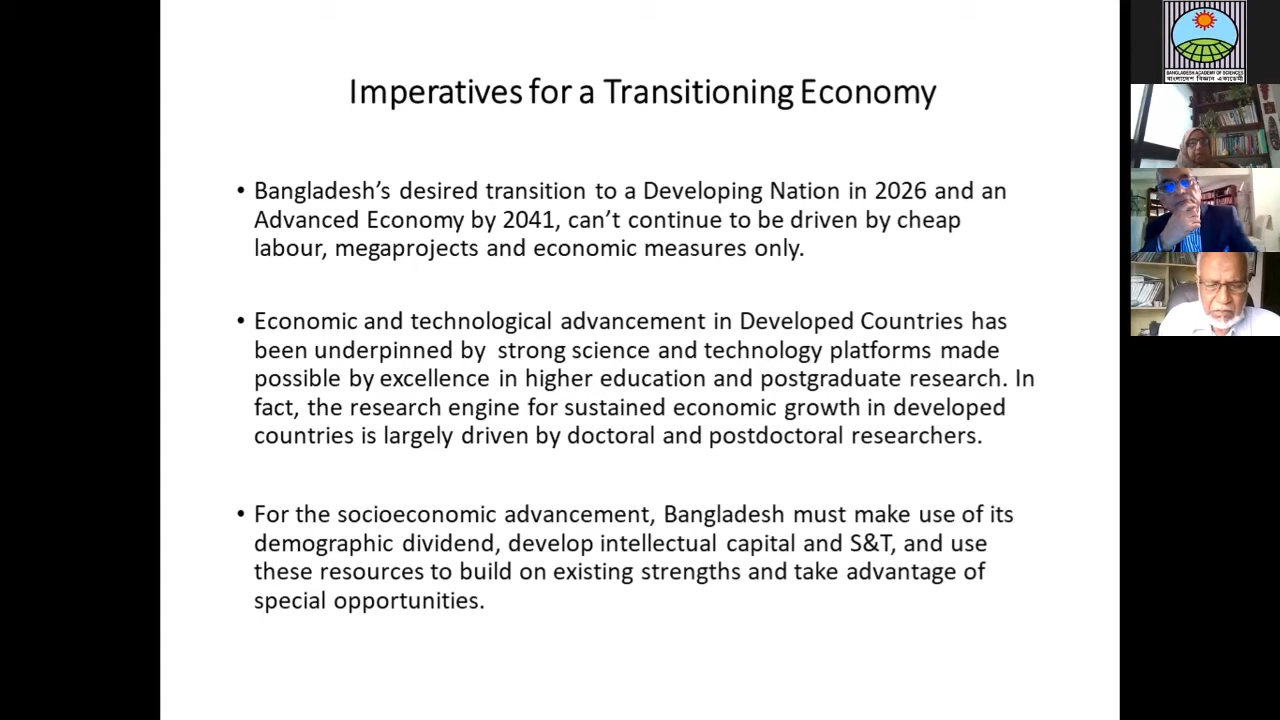 Imperatives for a Transitioning Economy
• Bangladesh’s desired transition to a Developing Nation in 2026 and an
Advanced Economy by 2041, can’t continue to be driven by cheap
labour, megaprojects and economic measures only.
• Economic and technological advancement in Developed Countries has
been underpinned by strong science and technology platforms made
possible by excellence in higher education and postgraduate research. In
fact, the research engine for sustained economic growth in developed
countries is largely driven by doctoral and postdoctoral researchers.
• For the socioeconomic advancement, Bangladesh must make use of its
demographic dividend, develop intellectual capital and S&T, and use
these resources to build on existing strengths and take advantage of
special opportunities.
BANGLADESH ACADEMY OF SCIENCES
বাংলাদেশ বিজ্ঞান একাডেমী